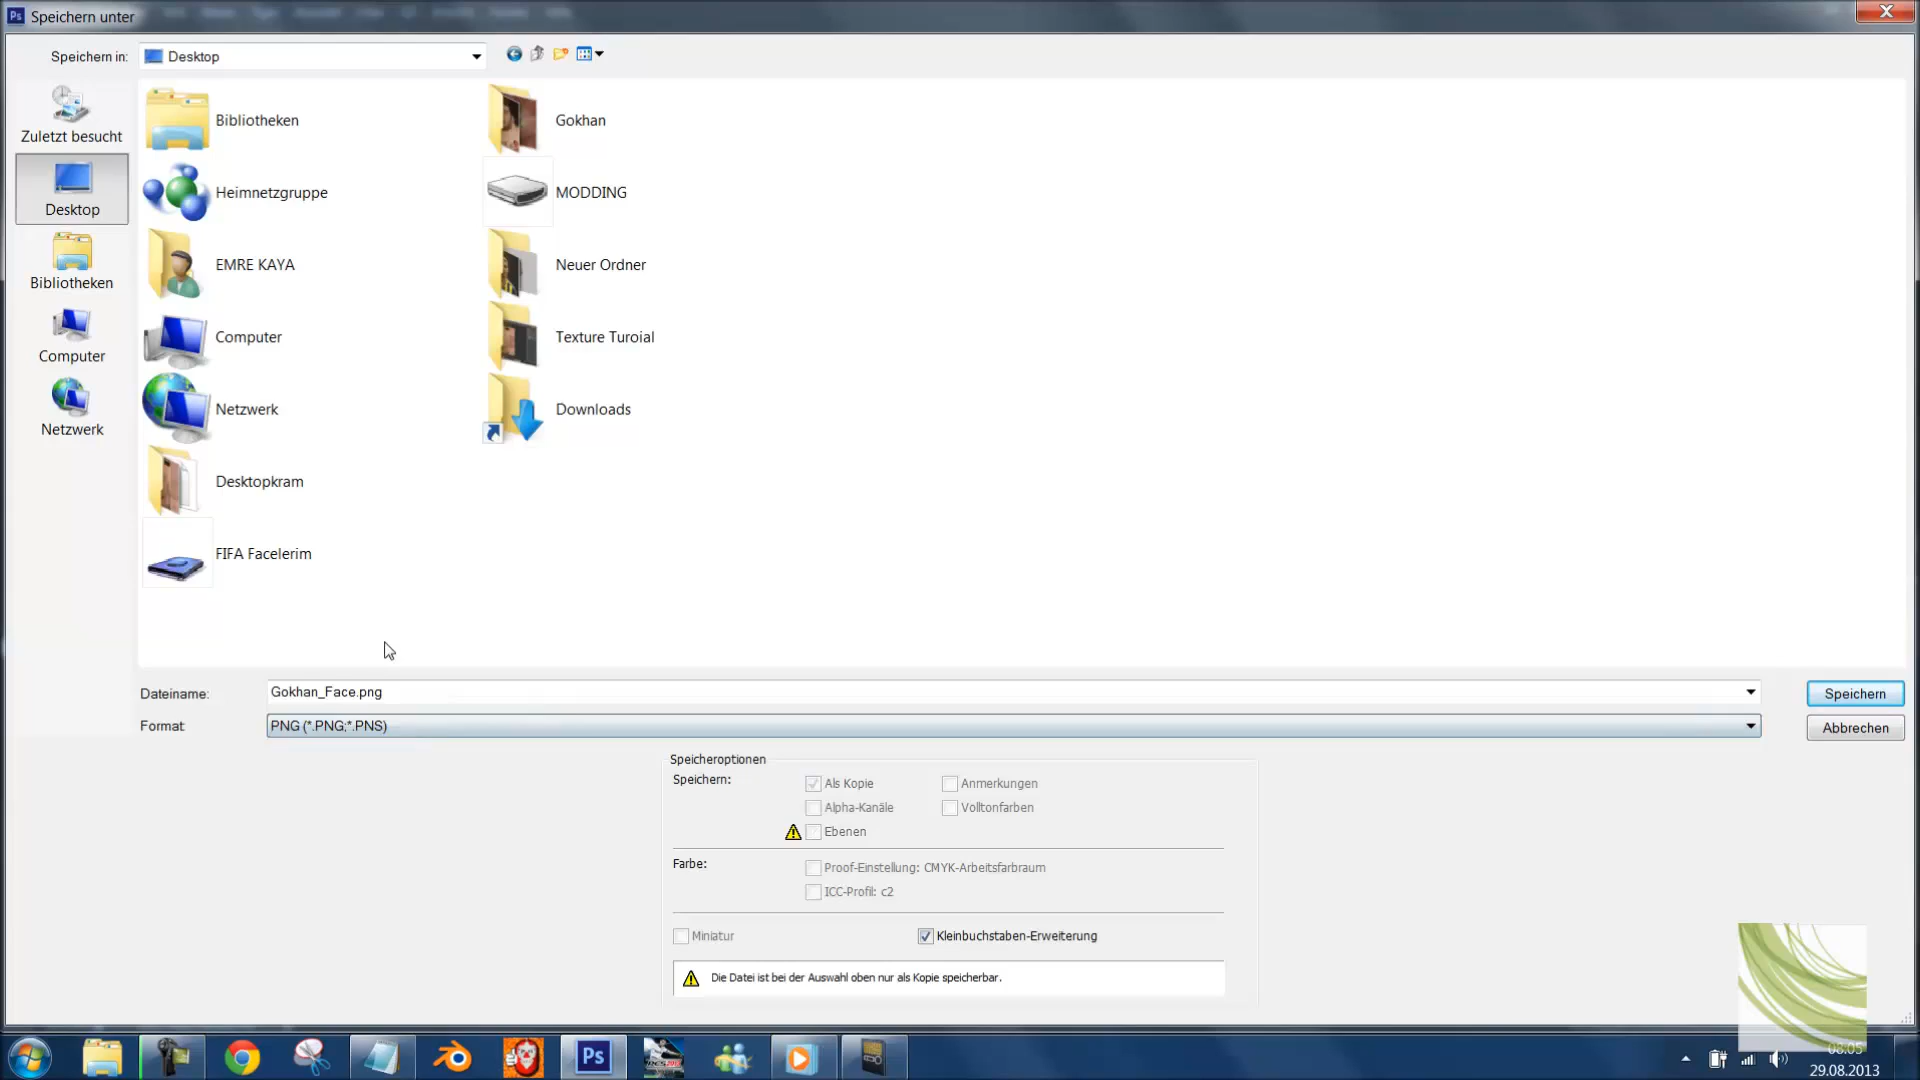 Speichern unter
Speichern in:
Desktop
Zuletzt besucht
Desktop
Bibliotheken
Computer
Netzwerk
Bibliotheken
Heimnetzgruppe
EMRE KAYA
Computer
Netzwerk
Desktopkram
FIFA Facelerim
Gokhan
MODDING
Neuer Ordner
Texture Turoial
Downloads
Dateiname:
Gokhan_Face.png
Speichern
Format:
PNG (*.PNG;*.PNS)
Abbrechen
Speicheroptionen
Speichern:
Als Kopie
Anmerkungen
Alpha-Kanäle
Volltonfarben
Ebenen
Farbe:
Proof-Einstellung: CMYK-Arbeitsfarbraum
ICC-Profil: c2
Miniatur
Kleinbuchstaben-Erweiterung
Die Datei ist bei der Auswahl oben nur als Kopie speicherbar.
Ps
08:05
29.08.2013